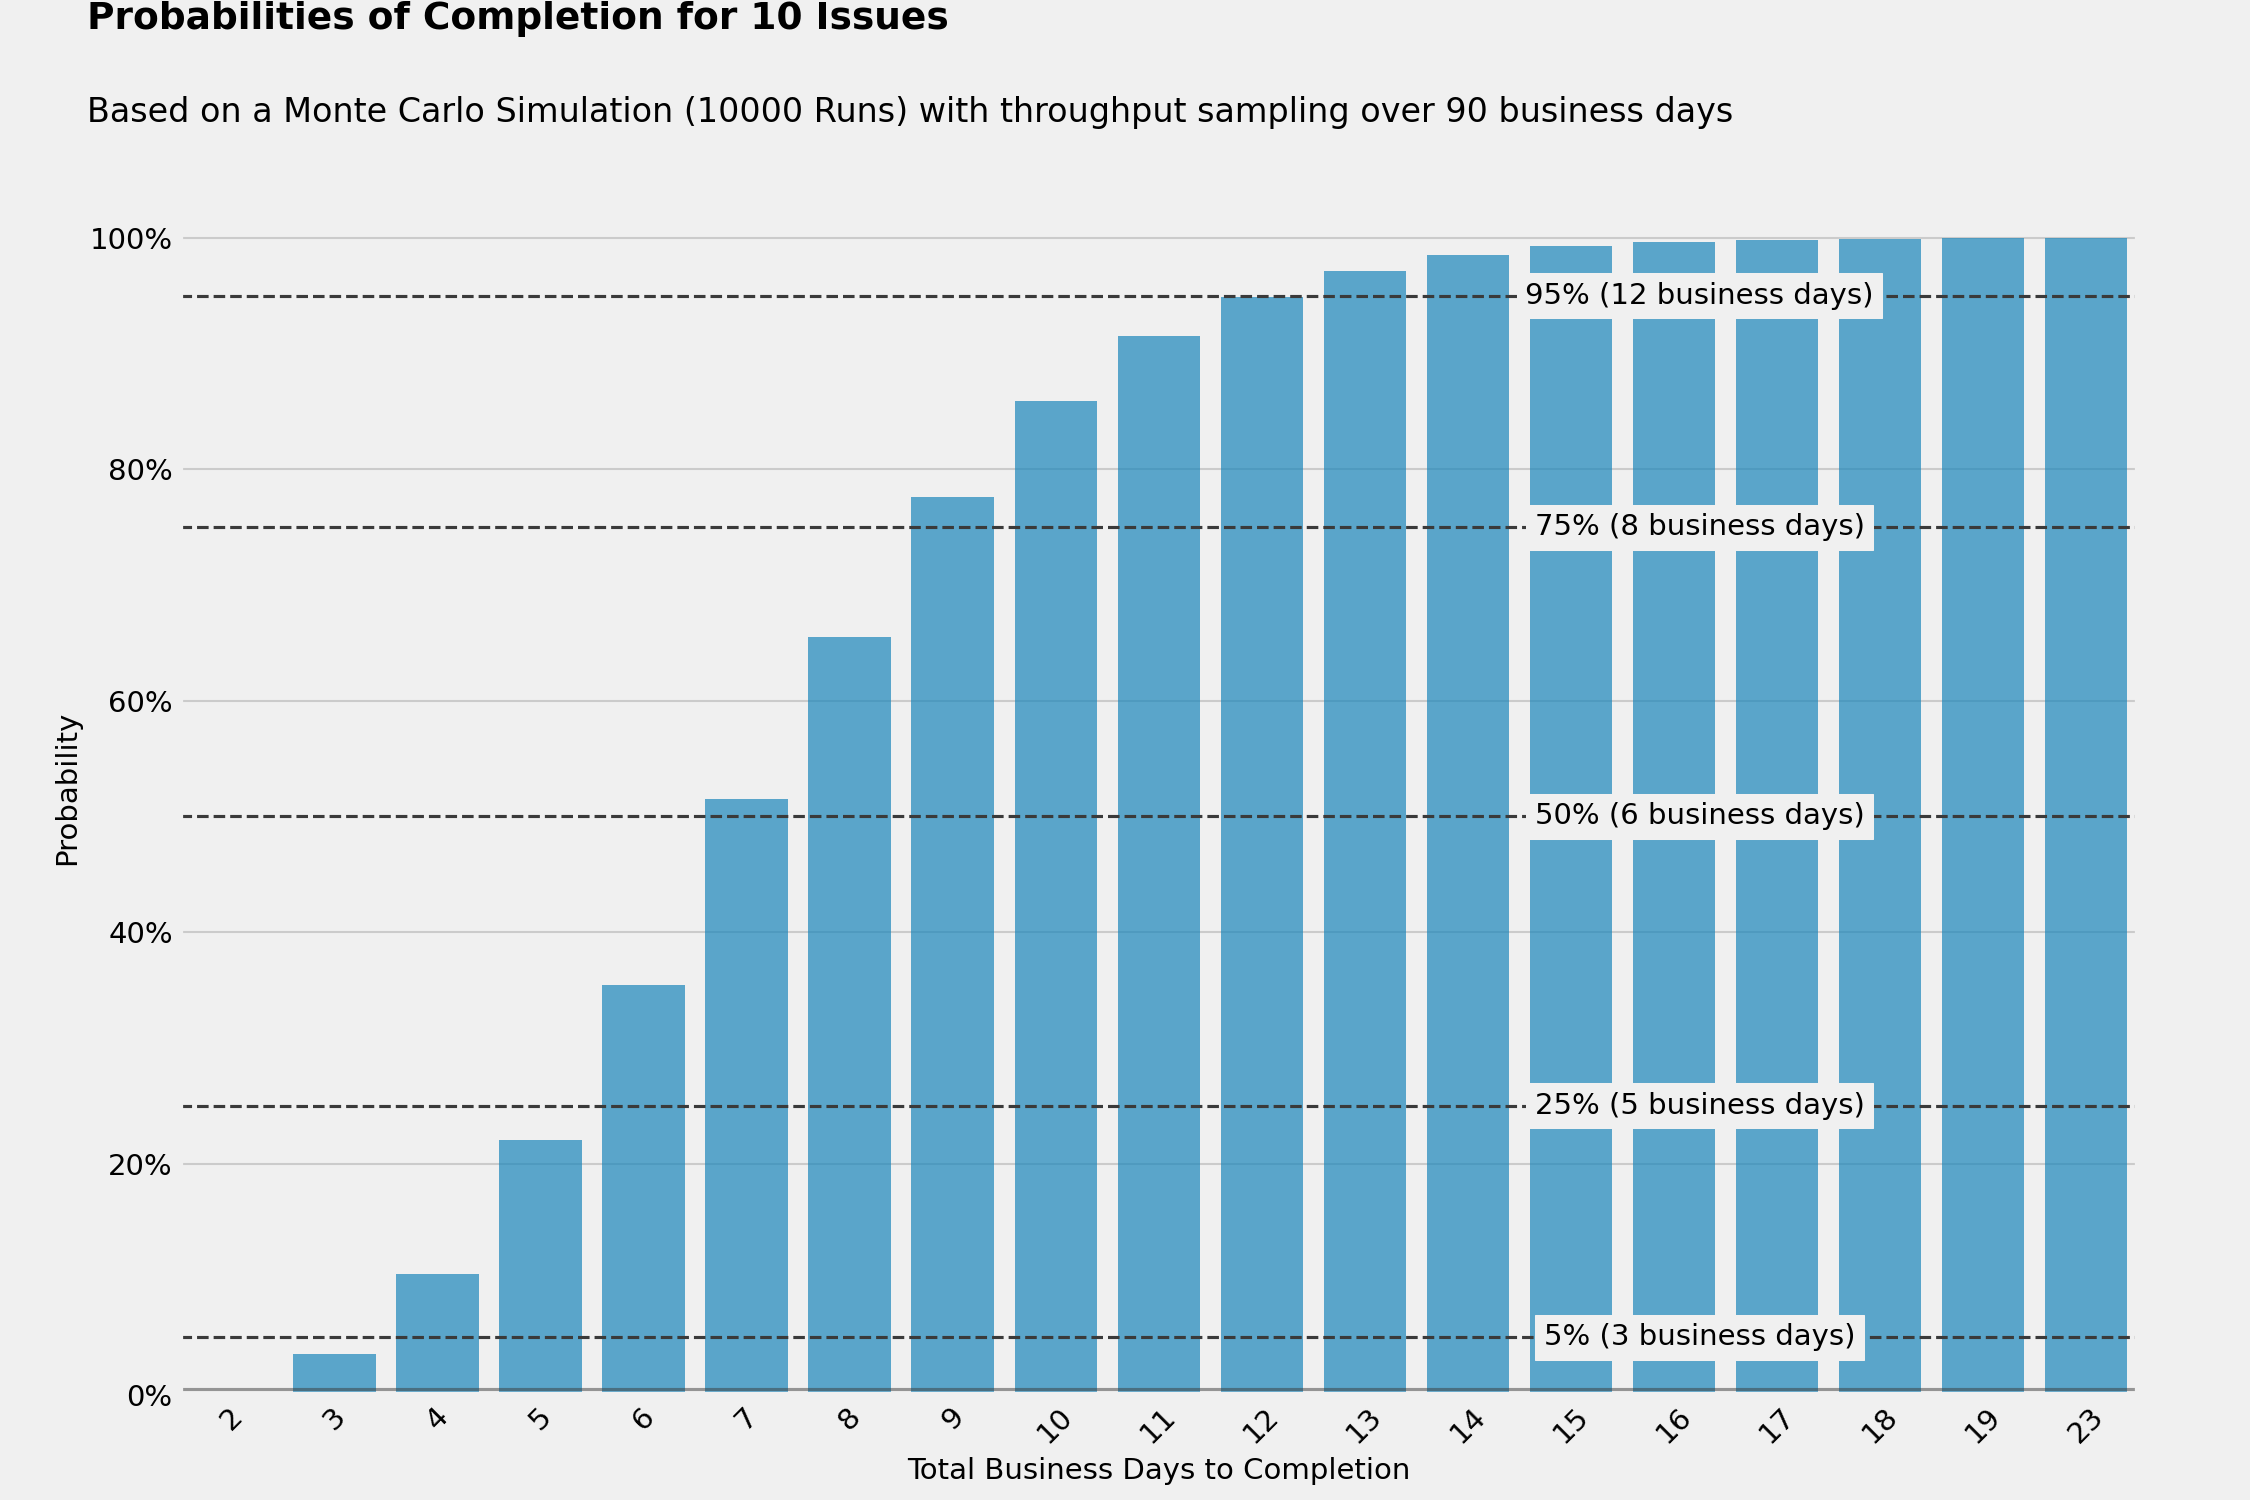 Probabilities of Completion for 10 Issues
Based on a Monte Carlo Simulation (10000 Runs) with throughput sampling over 90 business days
100%
95% (12 business days)
80%
75% (8 business days)
60%
Probability
50% (6 business days)
40%
25% (5 business days)
20%
5% (3 business days)
0%
2 3 4 5 6 7 8 9 10 11 12 13 14 15 16 17 18 19 23
Total Business Days to Completion